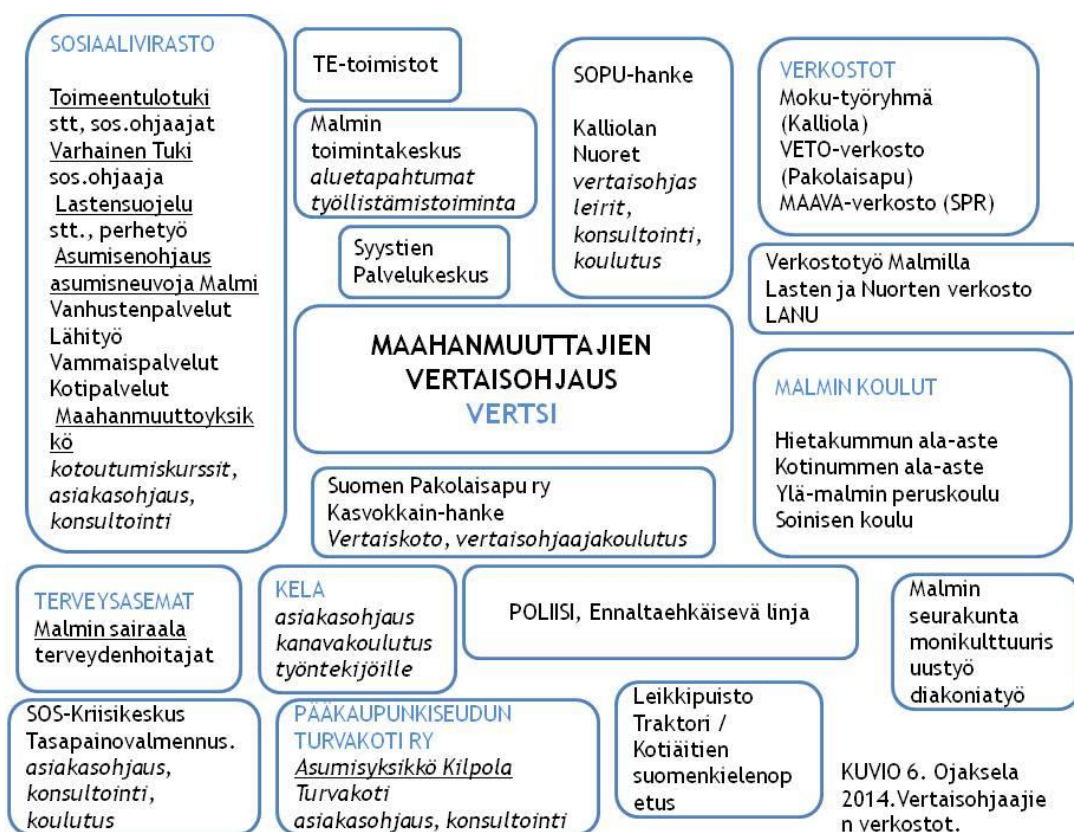 SOSIAALIVIRASTO
Toimeentulotuki
stt, sos.ohjaajat
Varhainen Tuki
sos.ohjaaja
Lastensuojelu
stt., perhetyö
Asumisenohjaus
asumisneuvoja Malmi
Vanhustenpalvelut
Lähityö
Vammaispalvelut
Kotipalvelut
Maahanmuuttoyksik
kö
kotoutumiskurssit,
asiakasohjaus,
konsultointi
TE-toimistot
Malmin
toimintakeskus
aluetapahtumat
työllistämistoiminta
Syystien
Palvelukeskus
SOPU-hanke
Kalliolan
Nuoret
vertaisohjas
leirit,
konsultointi,
koulutus
VERKOSTOT
Moku-työryhmä
(Kalliola)
VETO-verkosto
(Pakolaisapu)
MAAVA-verkosto (SPR)
Verkostotyö Malmilla
Lasten ja Nuorten verkosto
LANU
MAAHANMUUTTAJIEN
VERTAISOHJAUS
VERTSI
MALMIN KOULUT
Hietakummun ala-aste
Kotinummen ala-aste
Ylä-malmin peruskoulu
Soinisen koulu
Suomen Pakolaisapu ry
Kasvokkain-hanke
Vertaiskoto, vertaisohjaajakoulutus
TERVEYSASEMAT
Malmin sairaala
terveydenhoitajat
KELA
asiakasohjaus
kanavakoulutus
työntekijöille
POLIISI, Ennaltaehkäisevä linja
Malmin
seurakunta
monikulttuuris
uustyö
diakoniatyö
SOS-Kriisikeskus
Tasapainovalmennus.
asiakasohjaus,
konsultointi,
koulutus
PÄÄKAUPUNKISEUDUN
TURVAKOTI RY
Asumisyksikkö Kilpola
Turvakoti
asiakasohjaus, konsultointi
Leikkipuisto
Traktori /
Kotiäitien
suomenkielenop
etus
KUVIO 6. Ojaksela
2014.Vertaisohjaajie
n verkostot.